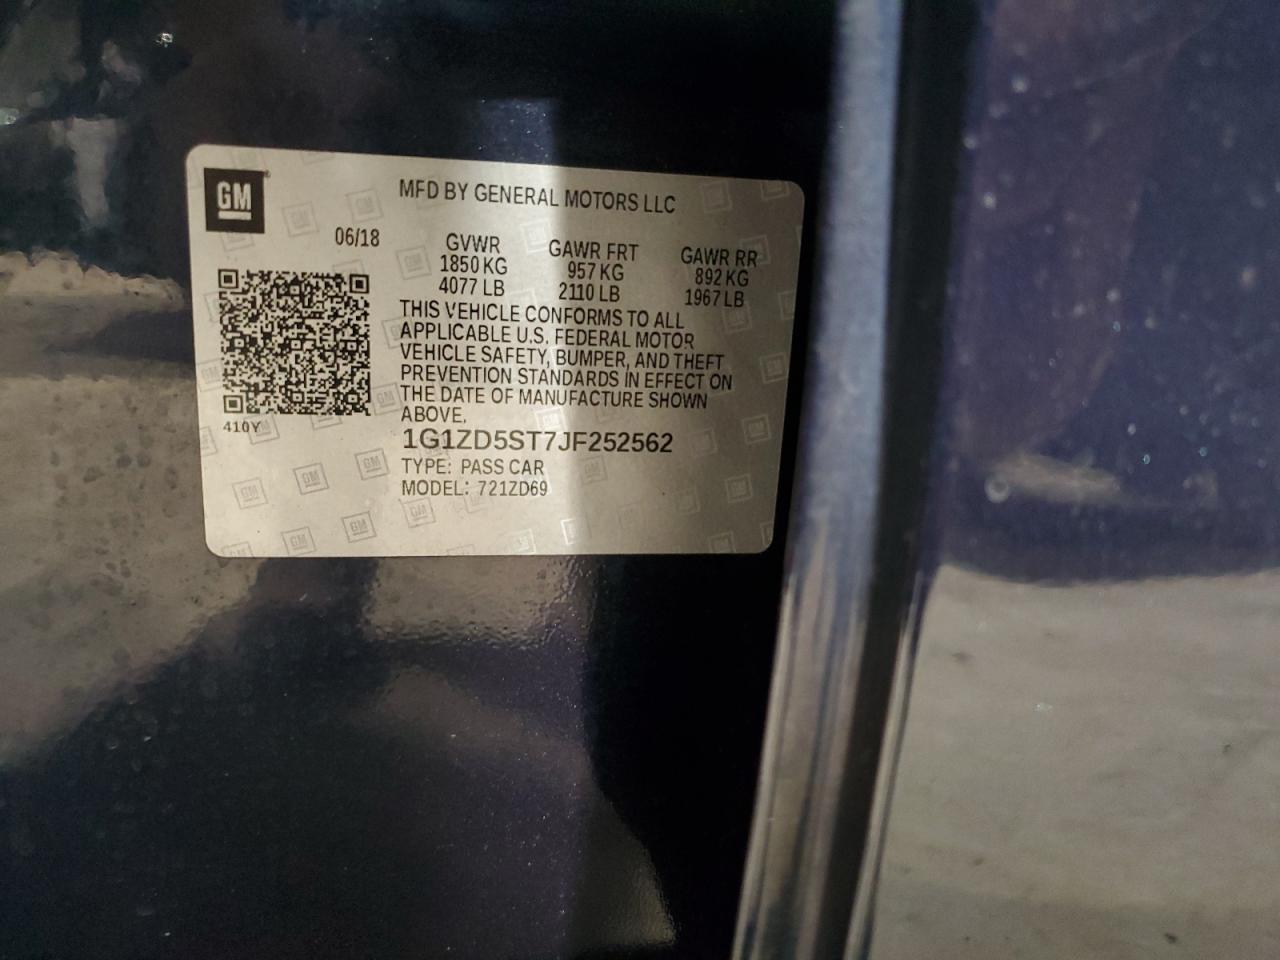 GM
MFD BY GENERAL MOTORS LLC
06/18
GVWR GAWR FRT GAWR RR
1850 KG 957 KG 892 KG
4077 LB 2110 LB 1967 LB
THIS VEHICLE CONFORMS TO ALL
APPLICABLE U.S. FEDERAL MOTOR
VEHICLE SAFETY, BUMPER, AND THEFT
PREVENTION STANDARDS IN EFFECT ON
THE DATE OF MANUFACTURE SHOWN
ABOVE.
410Y
1G1ZD5ST7JF252562
TYPE: PASS CAR
MODEL: 721ZD69